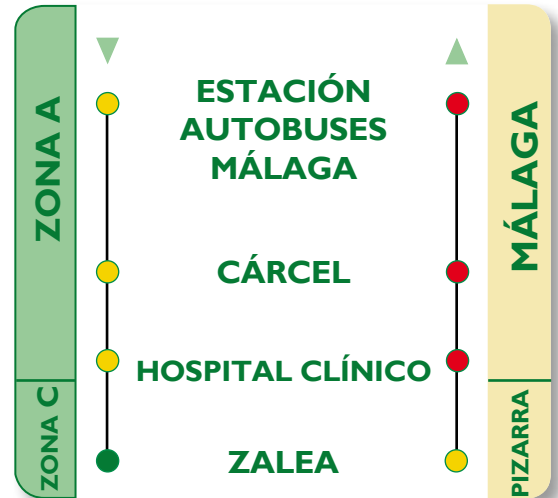 ZONA A
ZONA C
ESTACIÓN
AUTOBUSES
MÁLAGA
CÁRCEL
HOSPITAL CLÍNICO
ZALEA
MÁLAGA
PIZARRA